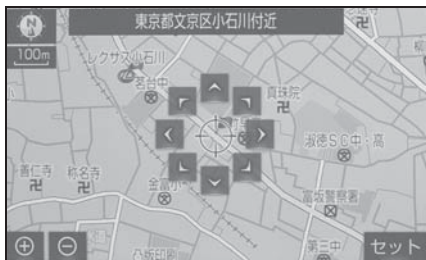 東京都文京区小石川付近
100m
レクサス小石川
茗台中
真珠院
淑徳SC中・高
善仁寺
称名寺
金富小
富坂警察署
第三中
セット